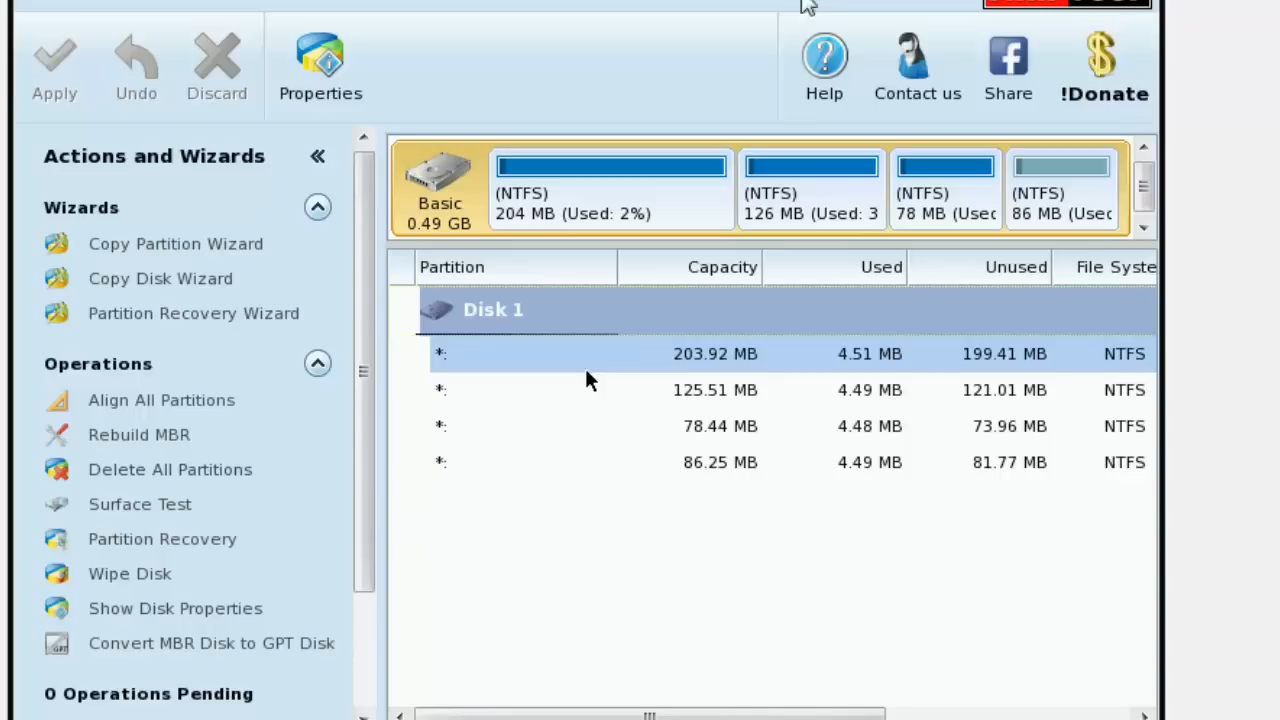 Apply
Undo
Discard
Properties
Help
Contact us
Share
!Donate
Actions and Wizards
Wizards
Copy Partition Wizard
Copy Disk Wizard
Partition Recovery Wizard
Operations
Align All Partitions
Rebuild MBR
Delete All Partitions
Surface Test
Partition Recovery
Wipe Disk
Show Disk Properties
Convert MBR Disk to GPT Disk
0 Operations Pending
Basic
0.49 GB
(NTFS)
204 MB (Used: 2%)
(NTFS)
126 MB (Used: 3
(NTFS)
78 MB (Usec
(NTFS)
86 MB (Usec
Partition Capacity Used Unused File Syste
Disk 1
*: 203.92 MB 4.51 MB 199.41 MB NTFS
*: 125.51 MB 4.49 MB 121.01 MB NTFS
*: 78.44 MB 4.48 MB 73.96 MB NTFS
*: 86.25 MB 4.49 MB 81.77 MB NTFS